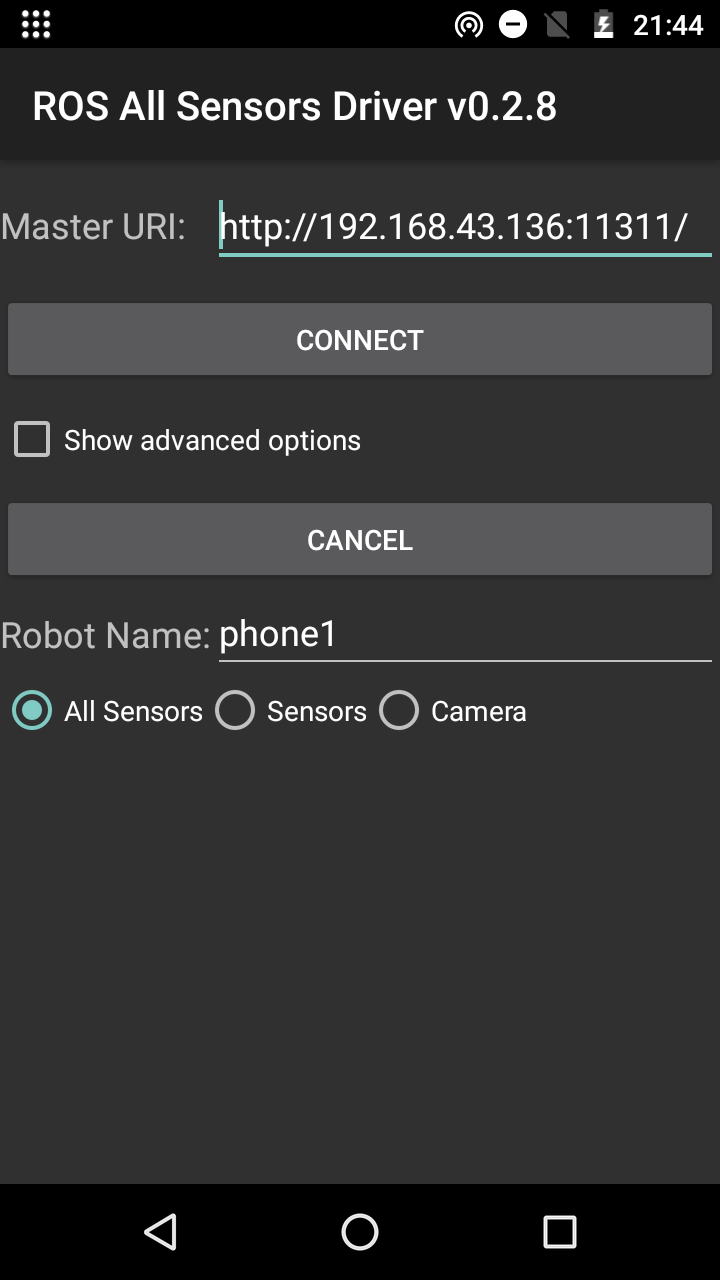 21:44
ROS All Sensors Driver v0.2.8
Master URI: http://192.168.43.136:11311/
CONNECT
Show advanced options
CANCEL
Robot Name: phone1
All Sensors Sensors Camera